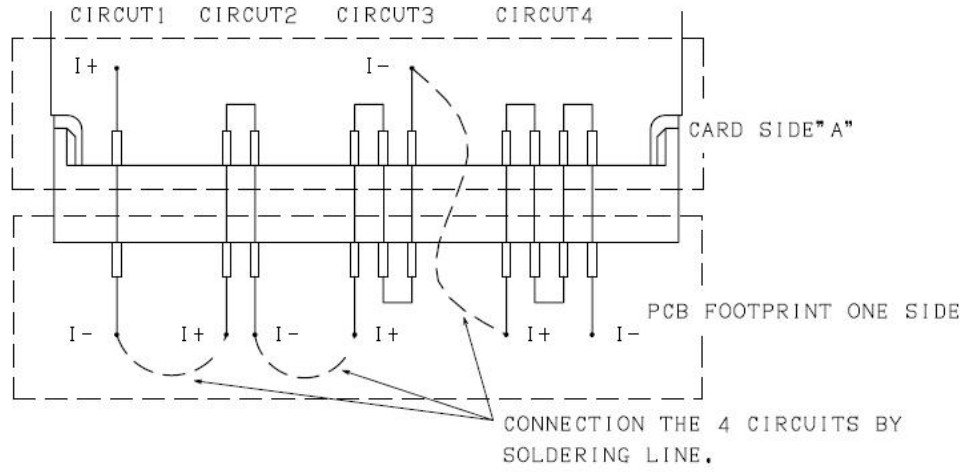 CIRCUT1 CIRCUT2 CIRCUT3 CIRCUT4
I+ I-
CARD SIDE"A"
PCB FOOTPRINT ONE SIDE
I- I+ I- I+ I+ I-
CONNECTION THE 4 CIRCUITS BY
SOLDERING LINE.